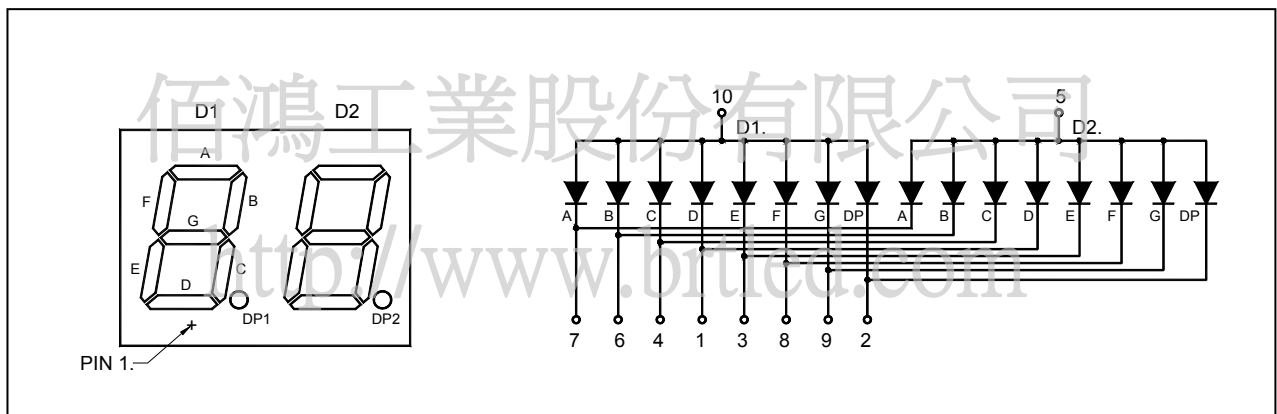 佰鴻工業股份有限公司
D1 D2
A
F B
G
E C
D
DP1 DP2
PIN 1.
10 5
D1. D2.
A B C D E F G DP A B C D E F G DP
http://www.brtled.com
7 6 4 1 3 8 9 2